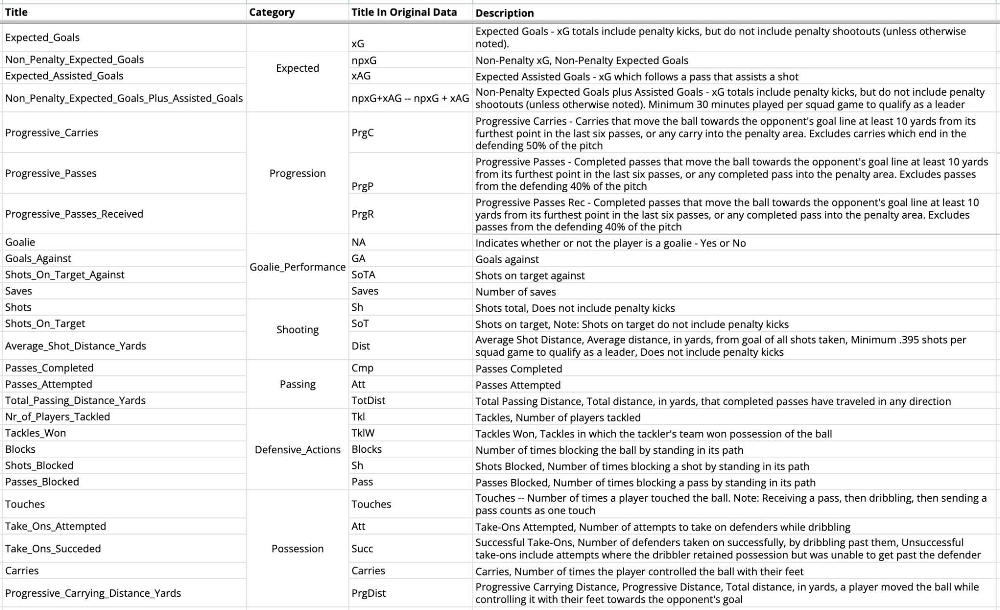 Title Category Title In Original Data Description
Expected_Goals xG Expected Goals - xG totals include penalty kicks, but do not include penalty shootouts (unless otherwise
noted).
Expected
Non_Penalty_Expected_Goals npxG Non-Penalty xG, Non-Penalty Expected Goals
Expected_Assisted_Goals xAG Expected Assisted Goals - xG which follows a pass that assists a shot
Non_Penalty_Expected_Goals_Plus_Assisted_Goals npxG+xAG -- npxG + xAG Non-Penalty Expected Goals plus Assisted Goals - xG totals include penalty kicks, but do not include penalty
shootouts (unless otherwise noted). Minimum 30 minutes played per squad game to qualify as a leader
Progressive_Carries PrgC Progressive Carries - Carries that move the ball towards the opponent's goal line at least 10 yards from its
furthest point in the last six passes, or any carry into the penalty area. Excludes carries which end in the
defending 50% of the pitch
Progressive_Passes Progression PrgP Progressive Passes - Completed passes that move the ball towards the opponent's goal line at least 10 yards
from its furthest point in the last six passes, or any completed pass into the penalty area. Excludes passes
from the defending 40% of the pitch
Progressive_Passes_Received PrgR Progressive Passes Rec - Completed passes that move the ball towards the opponent's goal line at least 10
yards from its furthest point in the last six passes, or any completed pass into the penalty area. Excludes
passes from the defending 40% of the pitch
Goalie NA Indicates whether or not the player is a goalie - Yes or No
Goals_Against GA Goals against
Goalie_Performance
Shots_On_Target_Against SoTA Shots on target against
Saves Saves Number of saves
Shots Sh Shots total, Does not include penalty kicks
Shots_On_Target Shooting SoT Shots on target, Note: Shots on target do not include penalty kicks
Average_Shot_Distance_Yards Dist Average Shot Distance, Average distance, in yards, from goal of all shots taken, Minimum .395 shots per
squad game to qualify as a leader, Does not include penalty kicks
Passes_Completed Cmp Passes Completed
Passes_Attempted Passing Att Passes Attempted
Total_Passing_Distance_Yards TotDist Total Passing Distance, Total distance, in yards, that completed passes have traveled in any direction
Nr_of_Players_Tackled Tkl Tackles, Number of players tackled
Tackles_Won TklW Tackles Won, Tackles in which the tackler's team won possession of the ball
Blocks Defensive_Actions Blocks Number of times blocking the ball by standing in its path
Shots_Blocked Sh Shots Blocked, Number of times blocking a shot by standing in its path
Passes_Blocked Pass Passes Blocked, Number of times blocking a pass by standing in its path
Touches Touches Touches -- Number of times a player touched the ball. Note: Receiving a pass, then dribbling, then sending a
pass counts as one touch
Take_Ons_Attempted Att Take-Ons Attempted, Number of attempts to take on defenders while dribbling
Take_Ons_Succeded Possession Succ Successful Take-Ons, Number of defenders taken on successfully, by dribbling past them, Unsuccessful
take-ons include attempts where the dribbler retained possession but was unable to get past the defender
Carries Carries Carries, Number of times the player controlled the ball with their feet
Progressive_Carrying_Distance_Yards PrgDist Progressive Carrying Distance, Progressive Distance, Total distance, in yards, a player moved the ball while
controlling it with their feet towards the opponent's goal